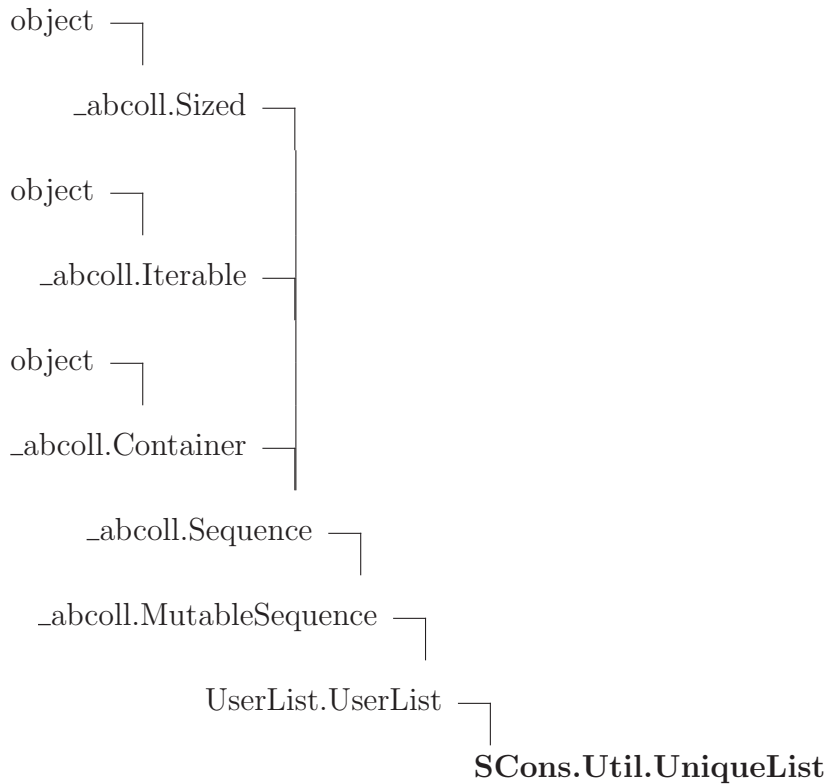 object
_abcoll.Sized
object
_abcoll.Iterable
object
_abcoll.Container
_abcoll.Sequence
_abcoll.MutableSequence
UserList.UserList
SCons.Util.UniqueList